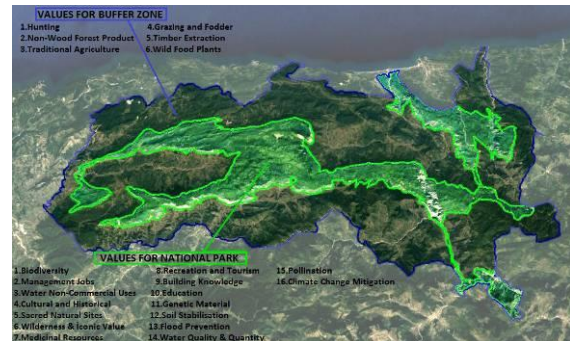 VALUES FOR BUFFER ZONE
1.Hunting
2.Non-Wood Forest Product
3.Traditional Agriculture
4.Grazing and Fodder
5.Timber Extraction
6.Wild Food Plants
VALUES FOR NATIONAL PARK
1.Biodiversity
2.Management Jobs
3.Water Non-Commercial Uses
4.Cultural and Historical
5.Sacred Natural Sites
6.Wilderness & Iconic Value
7.Medicinal Resources
8.Recreation and Tourism
9.Building Knowledge
10.Education
11.Genetic Material
12.Soil Stabilisation
13.Flood Prevention
14.Water Quality & Quantity
15.Pollination
16.Climate Change Mitigation